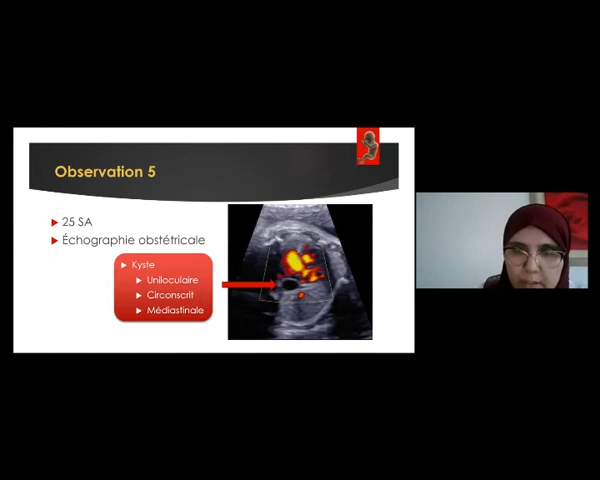 Observation 5
25 SA
Échographie obstétricale
Kyste
Uniloculaire
Circonscrit
Médiastinale